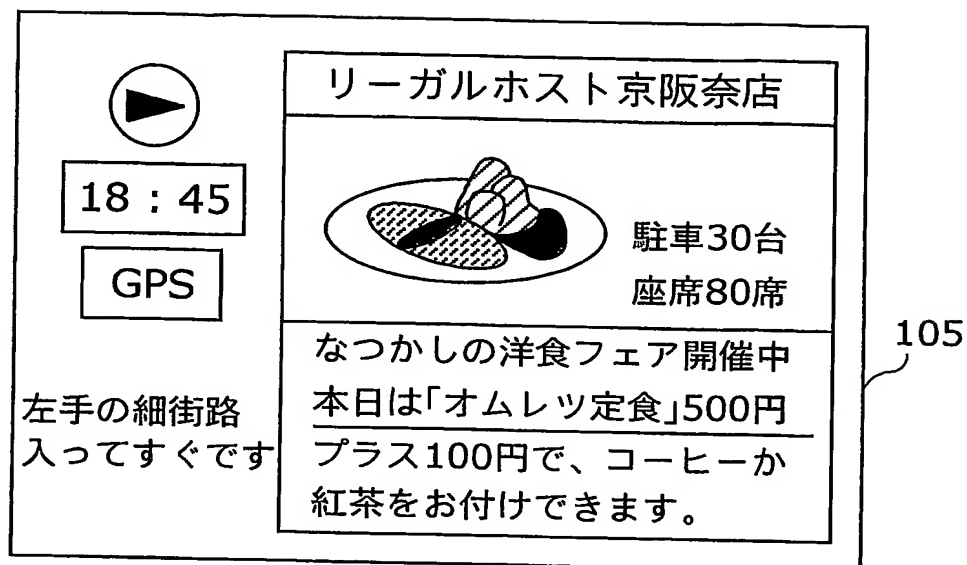 18：45
GPS
左手の細街路
入ってすぐです
リーガルホスト京阪奈店
駐車30台
座席80席
なつかしの洋食フェア開催中
本日は｢オムレツ定食｣500円
プラス100円で、コーヒーか
紅茶をお付けできます。
105